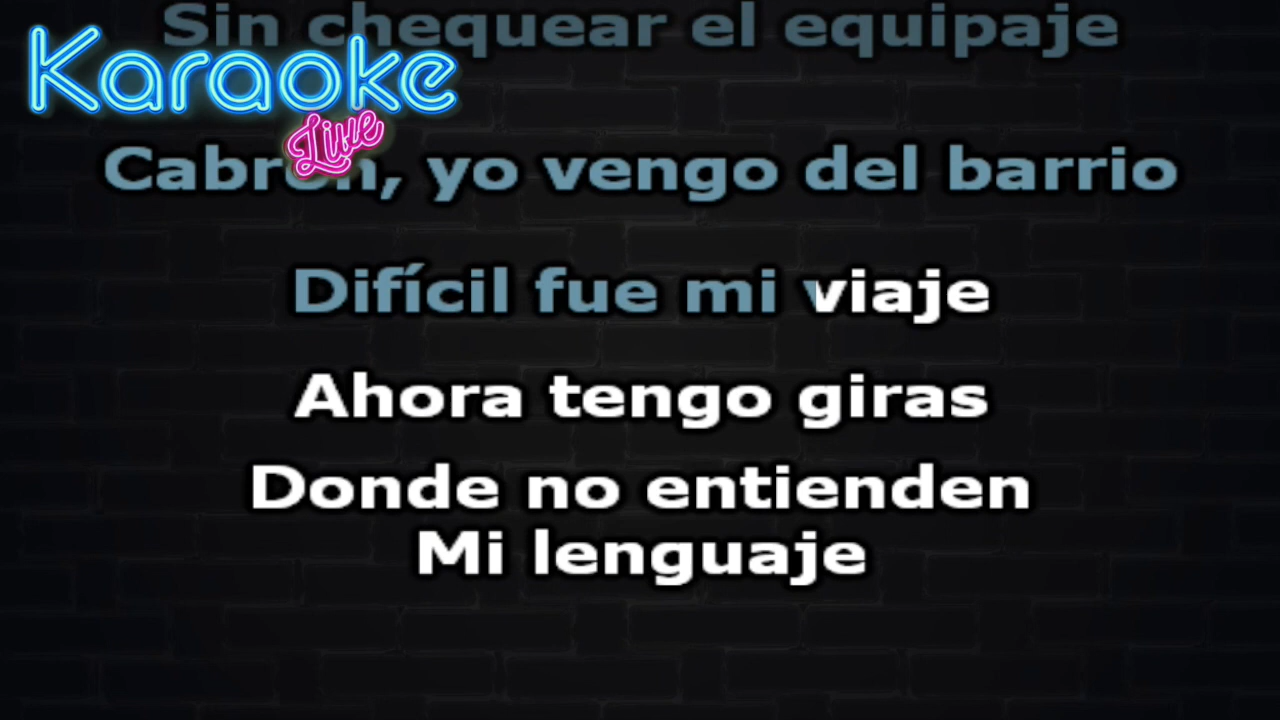 Sin chequear el equipaje
Karaoke
Live
Cabrón, yo vengo del barrio
Difícil fue mi viaje
Ahora tengo giras
Donde no entienden
Mi lenguaje